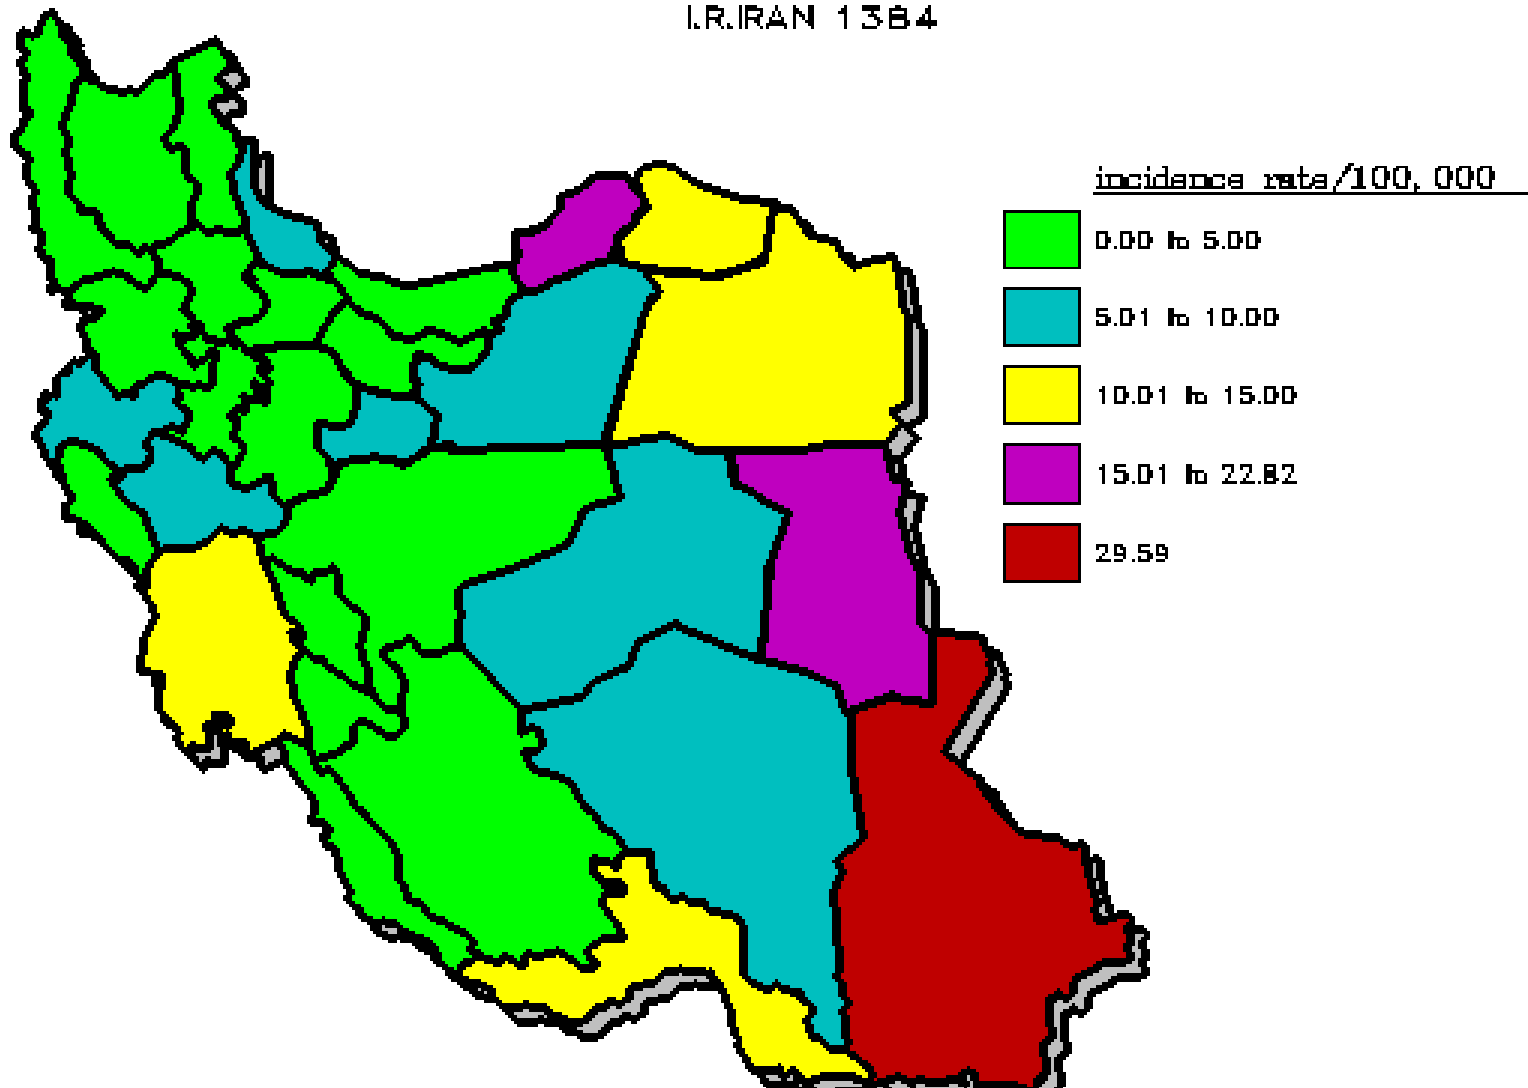 I.R.IRAN 1384
incidence rate/100,000
0.00 to 5.00
5.01 to 10.00
10.01 to 15.00
15.01 to 22.82
29.59